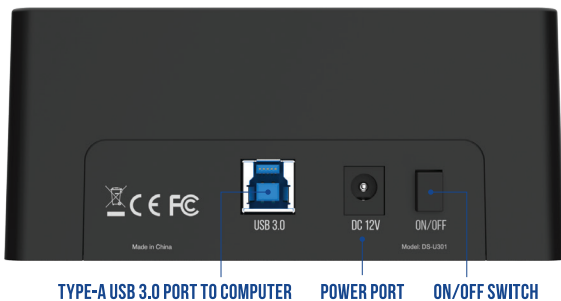 CE FC
USB 3.0
DC 12V
ON/OFF
Made in China
Model: DS-U301
TYPE-A USB 3.0 PORT TO COMPUTER
POWER PORT
ON/OFF SWITCH